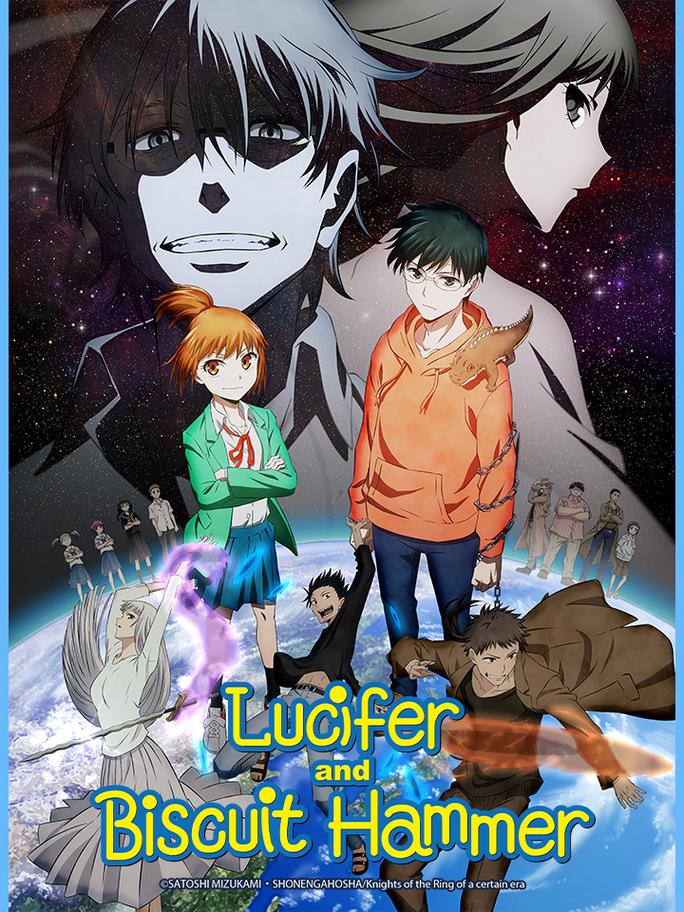 Lucifer
and
Biscuit Hammer
©SATOSHI MIZUKAMI・SHONENGAHOSHA/Knights of the Ring of a certain era